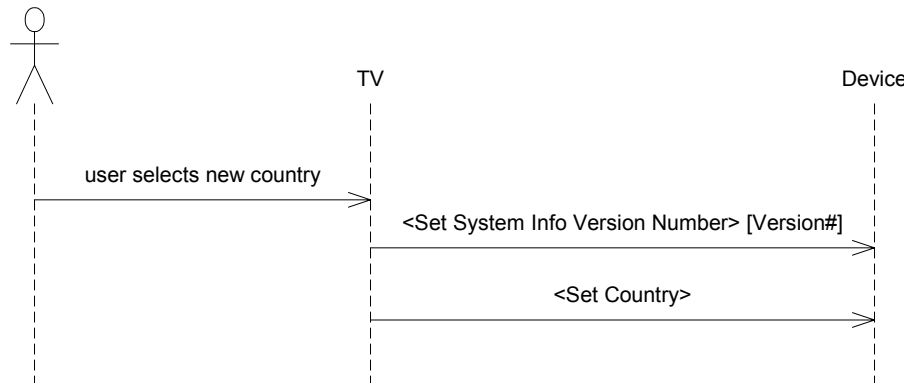 TV
Device
user selects new country
<Set System Info Version Number> [Version#]
<Set Country>